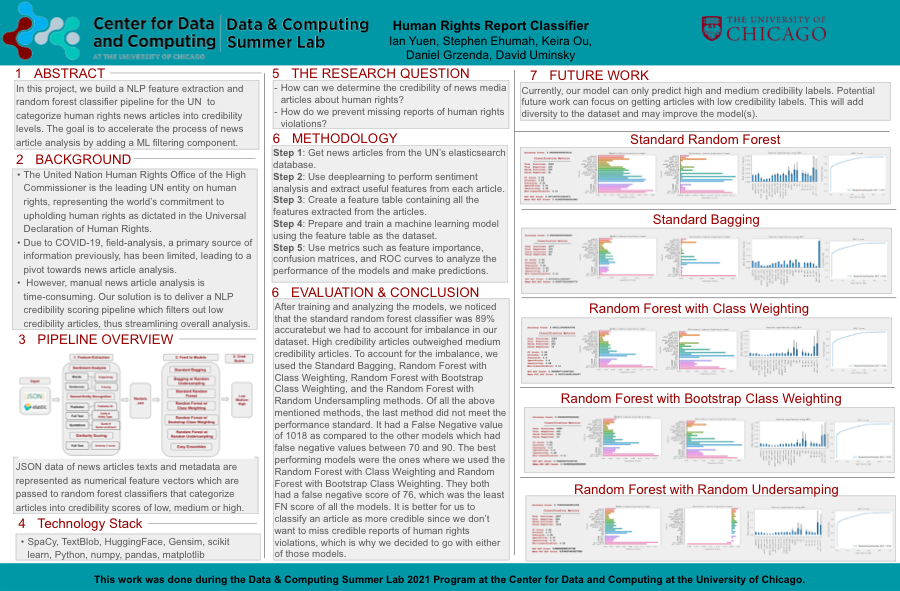 Center for Data
and Computing
AT THE UNIVERSITY OF CHICAGO
Data & Computing
Summer Lab
Human Rights Report Classifier
Ian Yuen, Stephen Ehumah, Keira Ou,
Daniel Grzenda, David Uminsky
THE UNIVERSITY OF
CHICAGO
1 ABSTRACT
In this project, we build a NLP feature extraction and
random forest classifier pipeline for the UN to
categorize human rights news articles into credibility
levels. The goal is to accelerate the process of news
article analysis by adding a ML filtering component.
2 BACKGROUND
• The United Nation Human Rights Office of the High
Commissioner is the leading UN entity on human
rights, representing the world's commitment to
upholding human rights as dictated in the Universal
Declaration of Human Rights.
• Due to COVID-19, field-analysis, a primary source of
information previously, has been limited, leading to a
pivot towards news article analysis.
• However, manual news article analysis is
time-consuming. Our solution is to deliver a NLP
credibility scoring pipeline which filters out low
credibility articles, thus streamlining overall analysis.
3 PIPELINE OVERVIEW
Input
JSON
elastic
Sentiment Analysis
Similarity Scoring
Standard Bagging
JSON data of news articles texts and metadata are
represented as numerical feature vectors which are
passed to random forest classifiers that categorize
articles into credibility scores of low, medium or high.
4 Technology Stack
• SpaCy, TextBlob, HuggingFace, Gensim, scikit
learn, Python, numpy, pandas, matplotlib
5 THE RESEARCH QUESTION
- How can we determine the credibility of news media
articles about human rights?
- How do we prevent missing reports of human rights
violations?
6 METHODOLOGY
Step 1: Get news articles from the UN's elasticsearch
database.
Step 2: Use deeplearning to perform sentiment
analysis and extract useful features from each article.
Step 3: Create a feature table containing all the
features extracted from the articles.
Step 4: Prepare and train a machine learning model
using the feature table as the dataset.
Step 5: Use metrics such as feature importance,
confusion matrices, and ROC curves to analyze the
performance of the models and make predictions.
6 EVALUATION & CONCLUSION
After training and analyzing the models, we noticed
that the standard random forest classifier was 89%
accuratebut we had to account for imbalance in our
dataset. High credibility articles outweighed medium
credibility articles. To account for the imbalance, we
used the Standard Bagging, Random Forest with
Class Weighting, Random Forest with Bootstrap
Class Weighting, and the Random Forest with
Random Undersampling methods. Of all the above
mentioned methods, the last method did not meet the
performance standard. It had a False Negative value
of 1018 as compared to the other models which had
false negative values between 70 and 90. The best
performing models were the ones where we used the
Random Forest with Class Weighting and Random
Forest with Bootstrap Class Weighting. They both
had a false negative score of 76, which was the least
FN score of all the models. It is better for us to
classify an article as more credible since we don't
want to miss credible reports of human rights
violations, which is why we decided to go with either
of those models.
7 FUTURE WORK
Currently, our model can only predict high and medium credibility labels. Potential
future work can focus on getting articles with low credibility labels. This will add
diversity to the dataset and may improve the model(s).
Standard Random Forest
Standard Bagging
Random Forest with Class Weighting
Random Forest with Bootstrap Class Weighting
Random Forest with Random Undersamping
This work was done during the Data & Computing Summer Lab 2021 Program at the Center for Data and Computing at the University of Chicago.